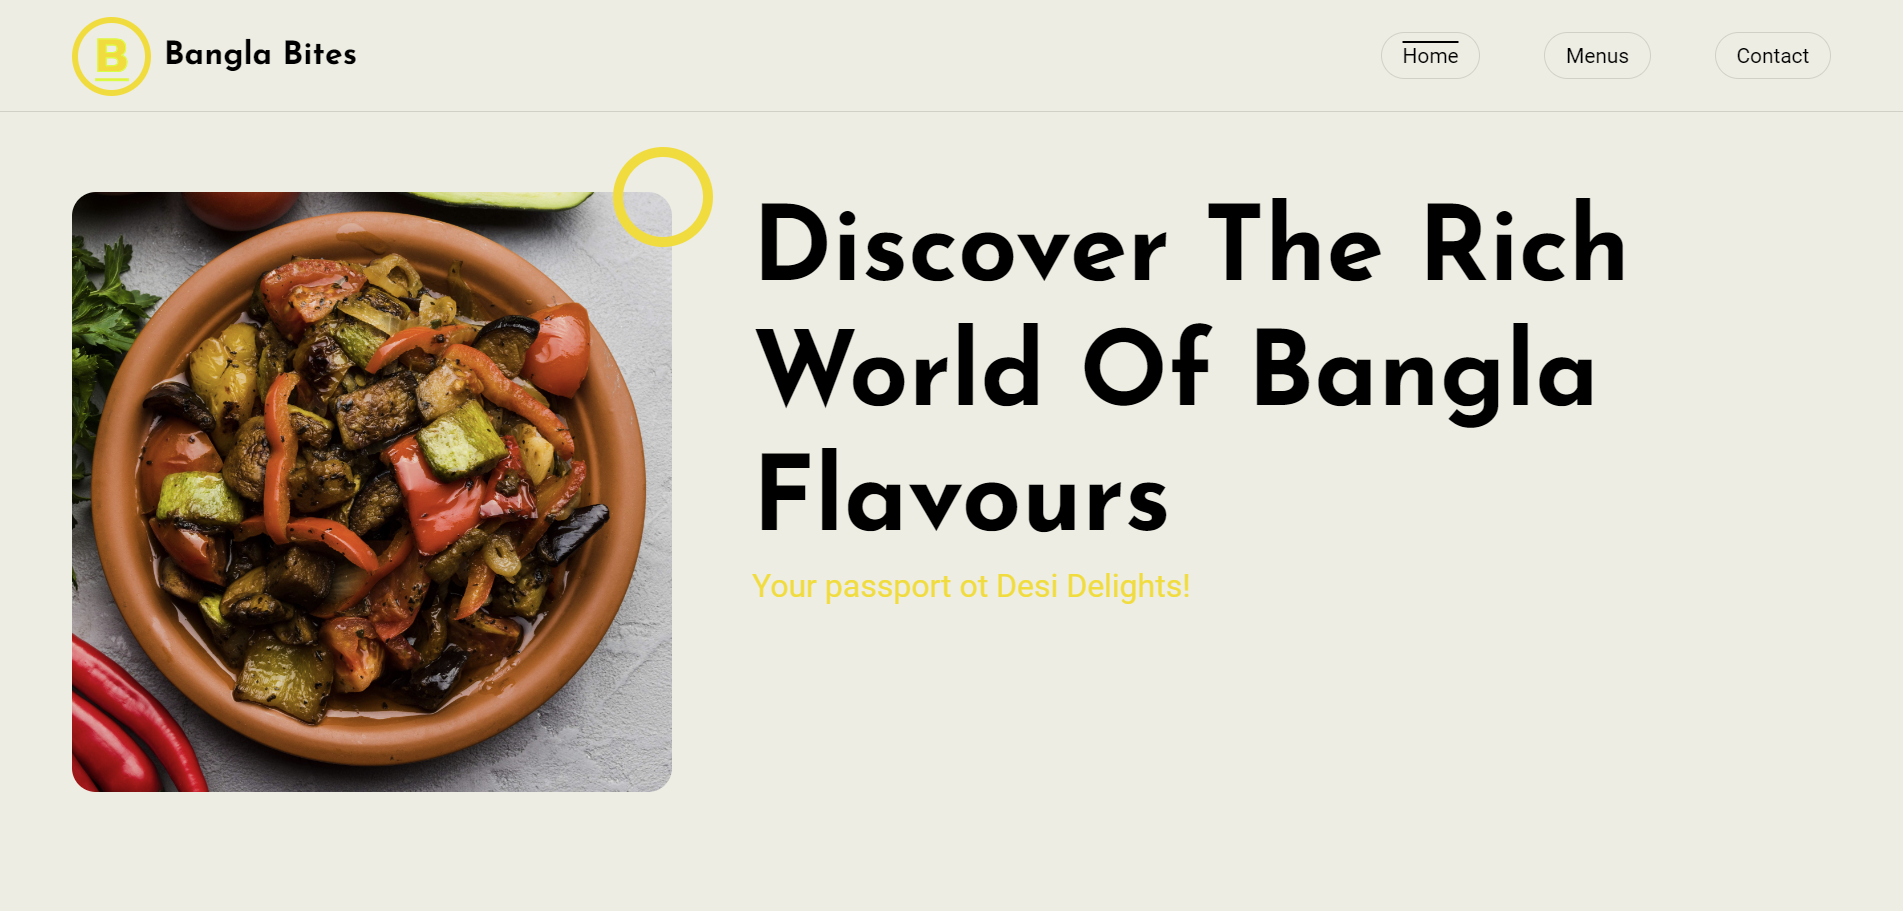 B
Bangla Bites
Home
Menus
Contact
Discover The Rich
World Of Bangla
Flavours
Your passport ot Desi Delights!